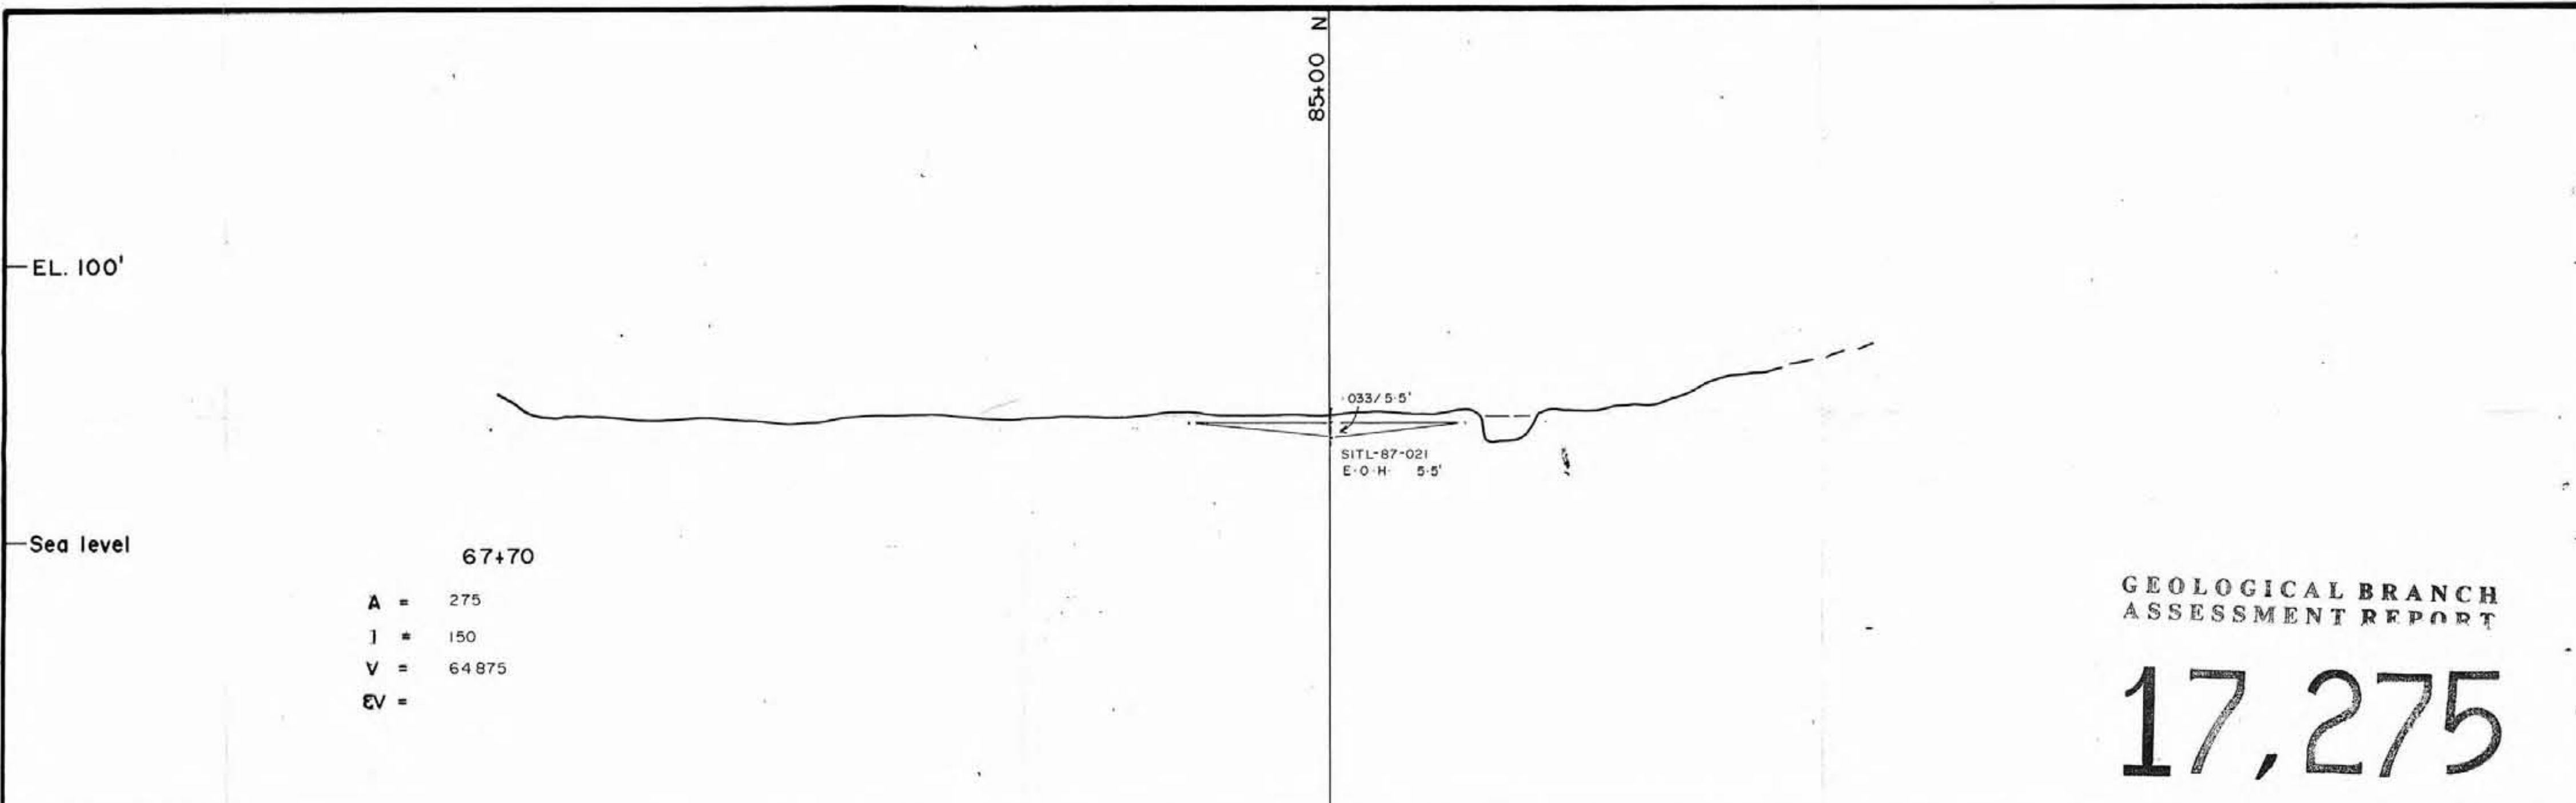 85+00 N
EL. 100'
.033/5.5'
SITL-87-021
E.O.H. 5.5'
Sea level
67+70
A = 275
] = 150
V = 64875
ƐV =
GEOLOGICAL BRANCH
ASSESSMENT REPORT
17,275